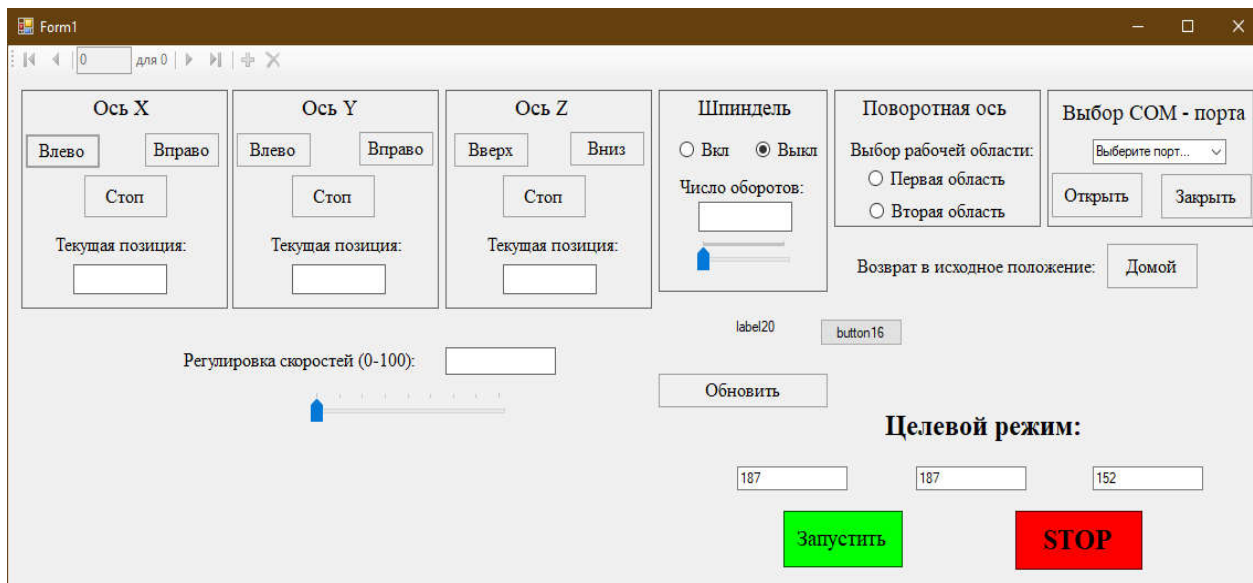 Form1
0 для 0
Ось X
Влево Вправо
Стоп
Текущая позиция:
Ось Y
Влево Вправо
Стоп
Текущая позиция:
Ось Z
Вверх Вниз
Стоп
Текущая позиция:
Шпиндель
Вкл Выкл
Число оборотов:
Поворотная ось
Выбор рабочей области:
Первая область
Вторая область
Выбор COM - порта
Выберите порт...
Открыть Закрыть
Возврат в исходное положение: Домой
label20 button16
Регулировка скоростей (0-100):
Обновить
Целевой режим:
187 187 152
Запустить STOP